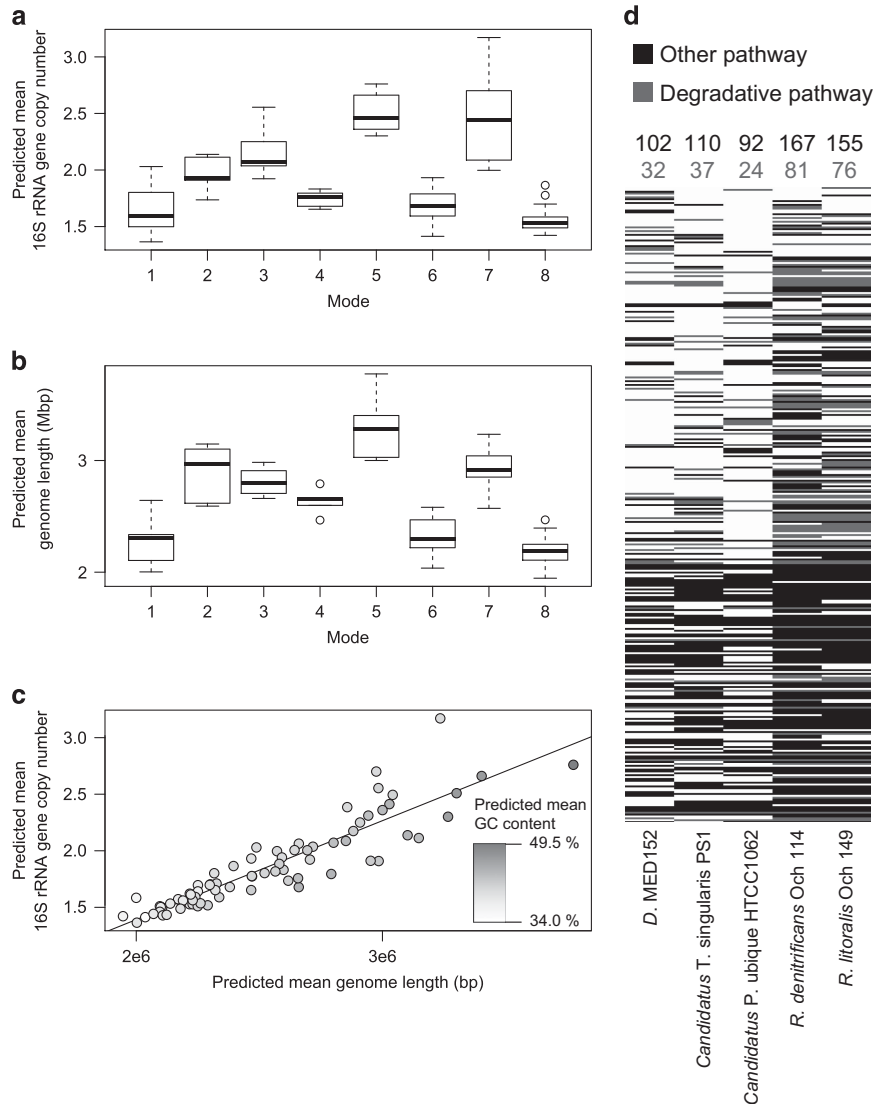 a
Predicted mean
16S rRNA gene copy number
3.0
2.5
2.0
1.5
1 2 3 4 5 6 7 8
Mode
b
Predicted mean
genome length (Mbp)
3
2
1 2 3 4 5 6 7 8
Mode
c
Predicted mean
16S rRNA gene copy number
3.0
2.5
2.0
1.5
Predicted mean
GC content
49.5 %
34.0 %
2e6 3e6
Predicted mean genome length (bp)
d
Other pathway
Degradative pathway
102 110 92 167 155
32 37 24 81 76
D. MED152
Candidatus T. singularis PS1
Candidatus P. ubique HTCC1062
R. denitrificans Och 114
R. litoralis Och 149